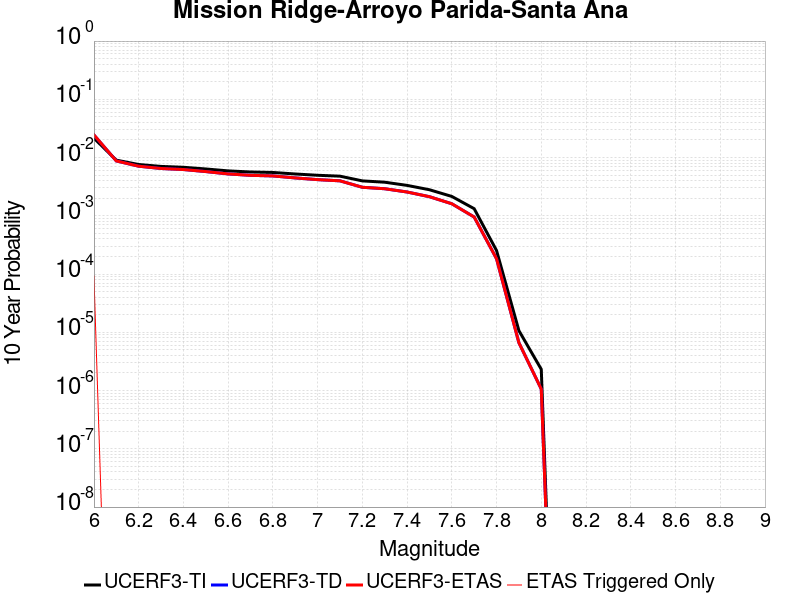 Mission Ridge-Arroyo Parida-Santa Ana
10 Year Probability
10^0
10^-1
10^-2
10^-3
10^-4
10^-5
10^-6
10^-7
10^-8
6 6.2 6.4 6.6 6.8 7 7.2 7.4 7.6 7.8 8 8.2 8.4 8.6 8.8 9
Magnitude
UCERF3-TI UCERF3-TD UCERF3-ETAS ETAS Triggered Only